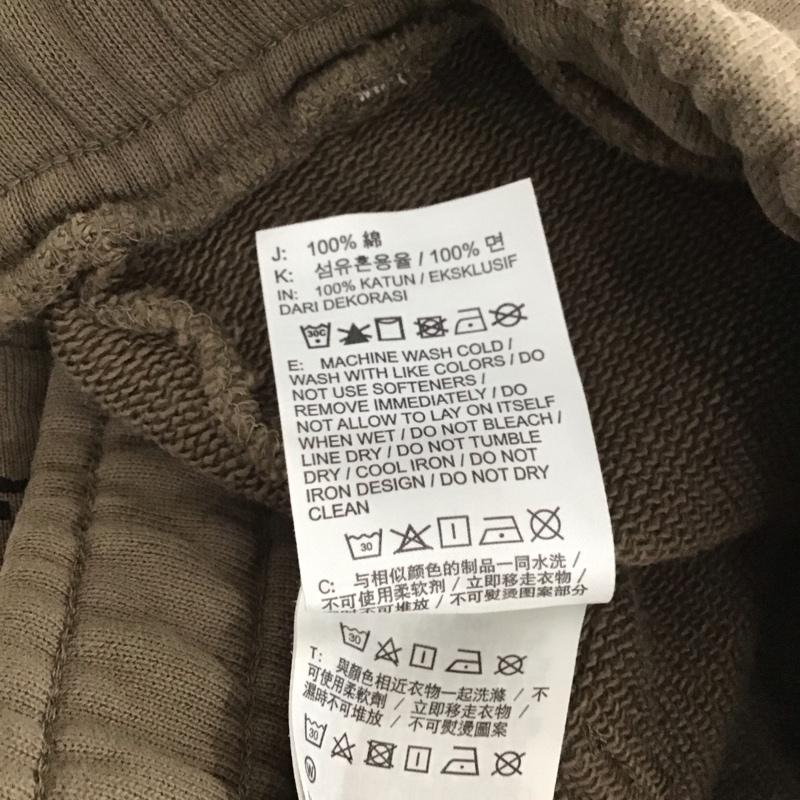 J: 100% 綿
K: 섬유혼용율 / 100% 면
IN: 100% KATUN / EKSKLUSIF
DARI DEKORASI
30C
E: MACHINE WASH COLD /
WASH WITH LIKE COLORS / DO
NOT USE SOFTENERS /
REMOVE IMMEDIATELY / DO
NOT ALLOW TO LAY ON ITSELF
WHEN WET / DO NOT BLEACH /
LINE DRY / DO NOT TUMBLE
DRY / COOL IRON / DO NOT
IRON DESIGN / DO NOT DRY
CLEAN
30
C: 与相似颜色的制品一同水洗 /
不可使用柔软剂 / 立即移走衣物 /
不可堆放 / 不可熨烫图案部分
30
T: 與顏色相近衣物一起洗滌 / 不
可使用柔軟劑 / 立即移走衣物 /
濕時不可堆放 / 不可熨燙圖案
30
W